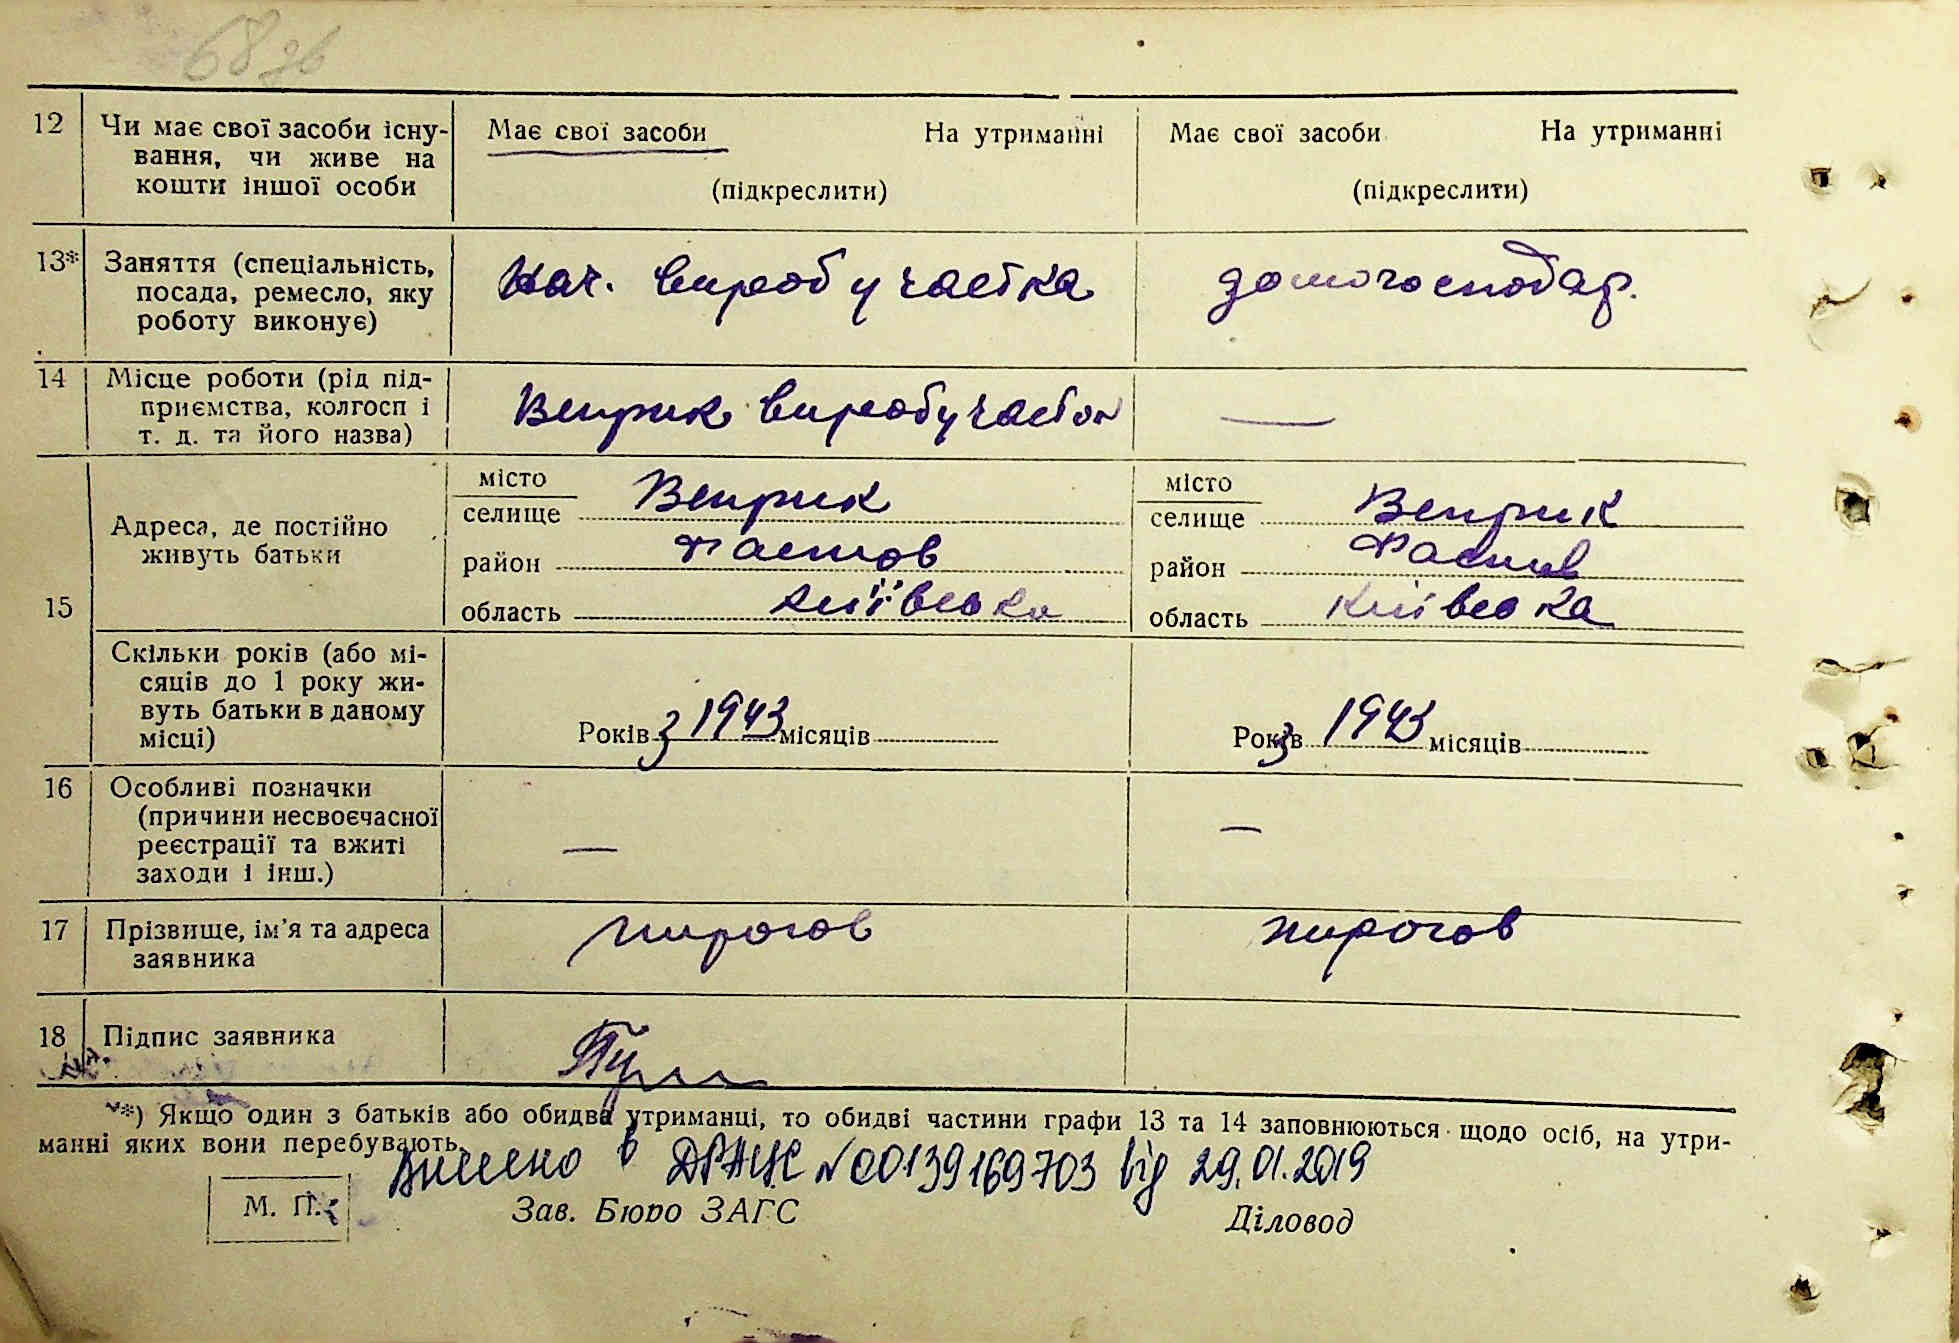 68 зв
12 Чи має свої засоби існу-
вання, чи живе на
кошти іншої особи
Має свої засоби На утриманні
(підкреслити)
Має свої засоби На утриманні
(підкреслити)
13* Заняття (спеціальність,
посада, ремесло, яку
роботу виконує)
Нач. вироб участка
домогосподар.
14 Місце роботи (рід під-
приємства, колгосп і
т. д. та його назва)
Веприк виробучасток
—
15
Адреса, де постійно
живуть батьки
місто
селище Веприк
район Фастов
область Київська
місто
селище Веприк
район Фастів
область Київська
Скільки років (або мі-
сяців до 1 року жи-
вуть батьки в даному
місці)
Років з 1943 місяців
Років з 1943 місяців
16 Особливі позначки
(причини несвоєчасної
реєстрації та вжиті
заходи і інш.)
—
—
17 Прізвище, ім'я та адреса
заявника
Пирогов
Пирогов
18 Підпис заявника
*) Якщо один з батьків або обидва утриманці, то обидві частини графи 13 та 14 заповнюються щодо осіб, на утри-
манні яких вони перебувають.
Внесено в ДРАЦС №00139169703 від 29.01.2019
М. П.
Зав. Бюро ЗАГС
Діловод